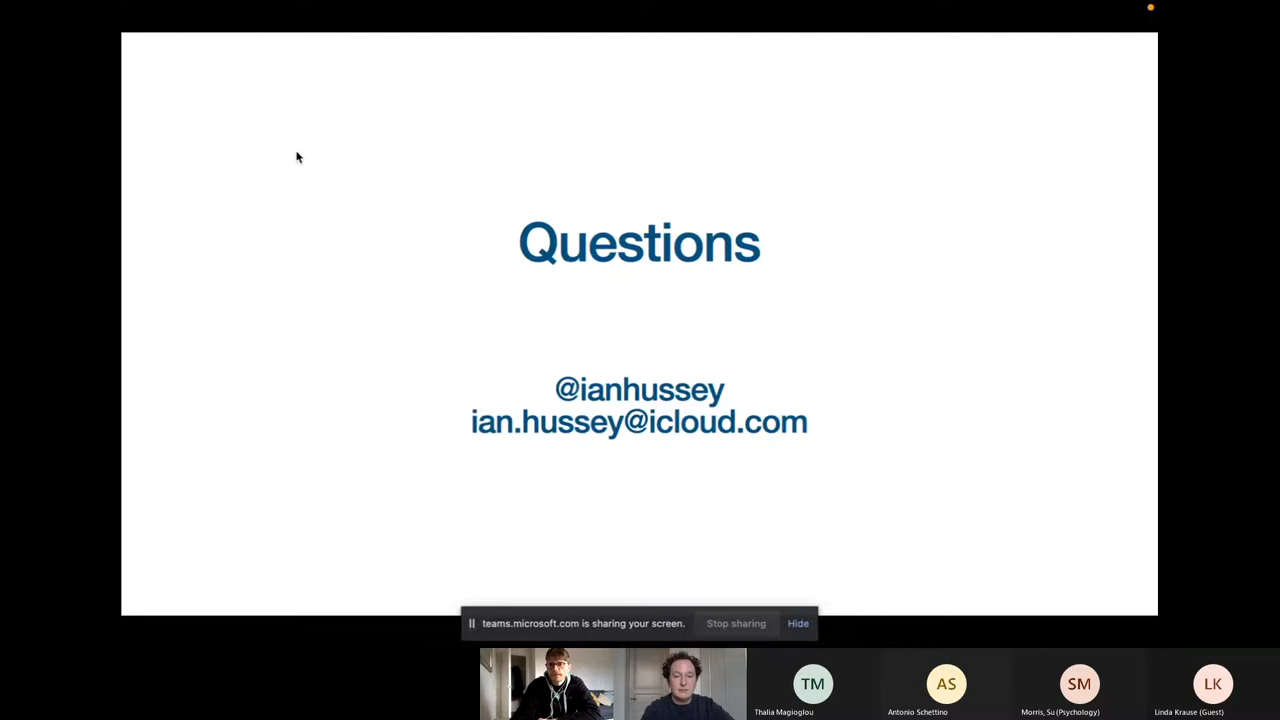 Questions
@ianhussey
ian.hussey@icloud.com
teams.microsoft.com is sharing your screen.
Stop sharing
Hide
TM
AS
SM
LK
Thalia Magioglou
Antonio Schettino
Morris, Su (Psychology)
Linda Krause (Guest)